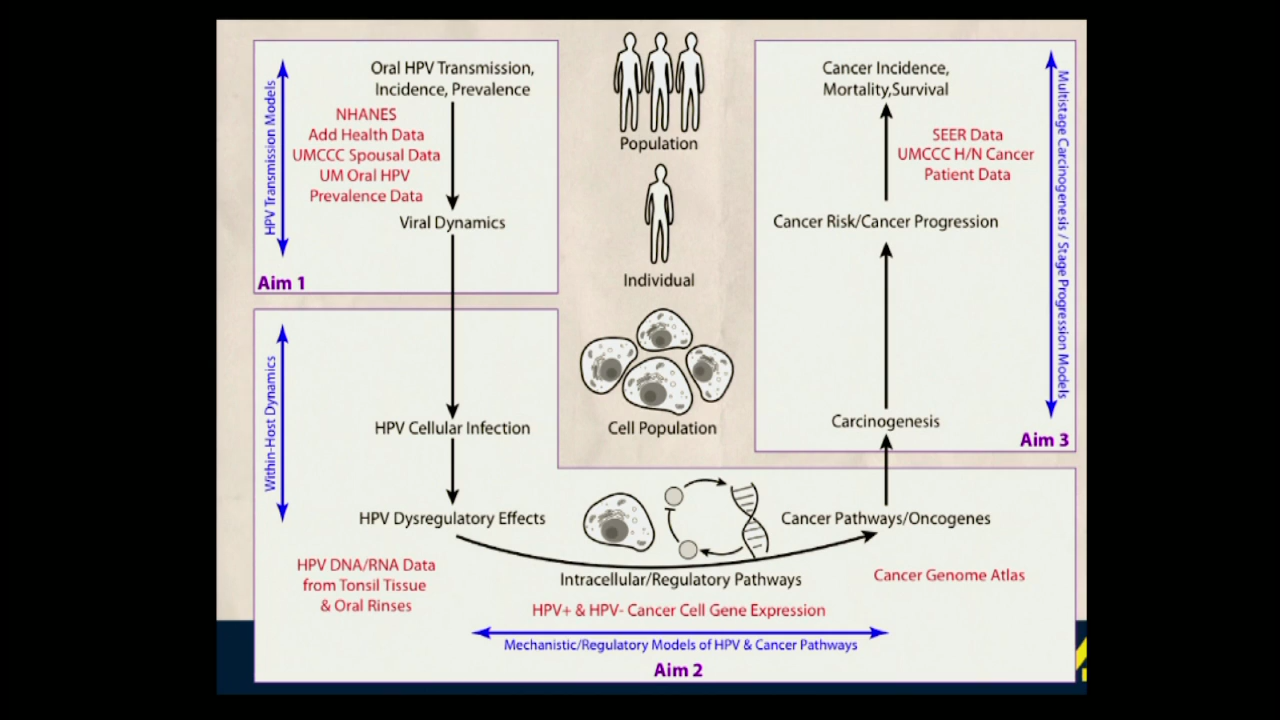 Oral HPV Transmission,
Incidence, Prevalence
NHANES
Add Health Data
UMCCC Spousal Data
UM Oral HPV
Prevalence Data
Viral Dynamics
HPV Transmission Models
Aim 1
Population
Individual
Cell Population
Cancer Incidence,
Mortality,Survival
SEER Data
UMCCC H/N Cancer
Patient Data
Cancer Risk/Cancer Progression
Carcinogenesis
Multistage Carcinogenesis / Stage Progression Models
Aim 3
Within-Host Dynamics
HPV Cellular Infection
HPV Dysregulatory Effects
HPV DNA/RNA Data
from Tonsil Tissue
& Oral Rinses
Cancer Pathways/Oncogenes
Intracellular/Regulatory Pathways
Cancer Genome Atlas
HPV+ & HPV- Cancer Cell Gene Expression
Mechanistic/Regulatory Models of HPV & Cancer Pathways
Aim 2